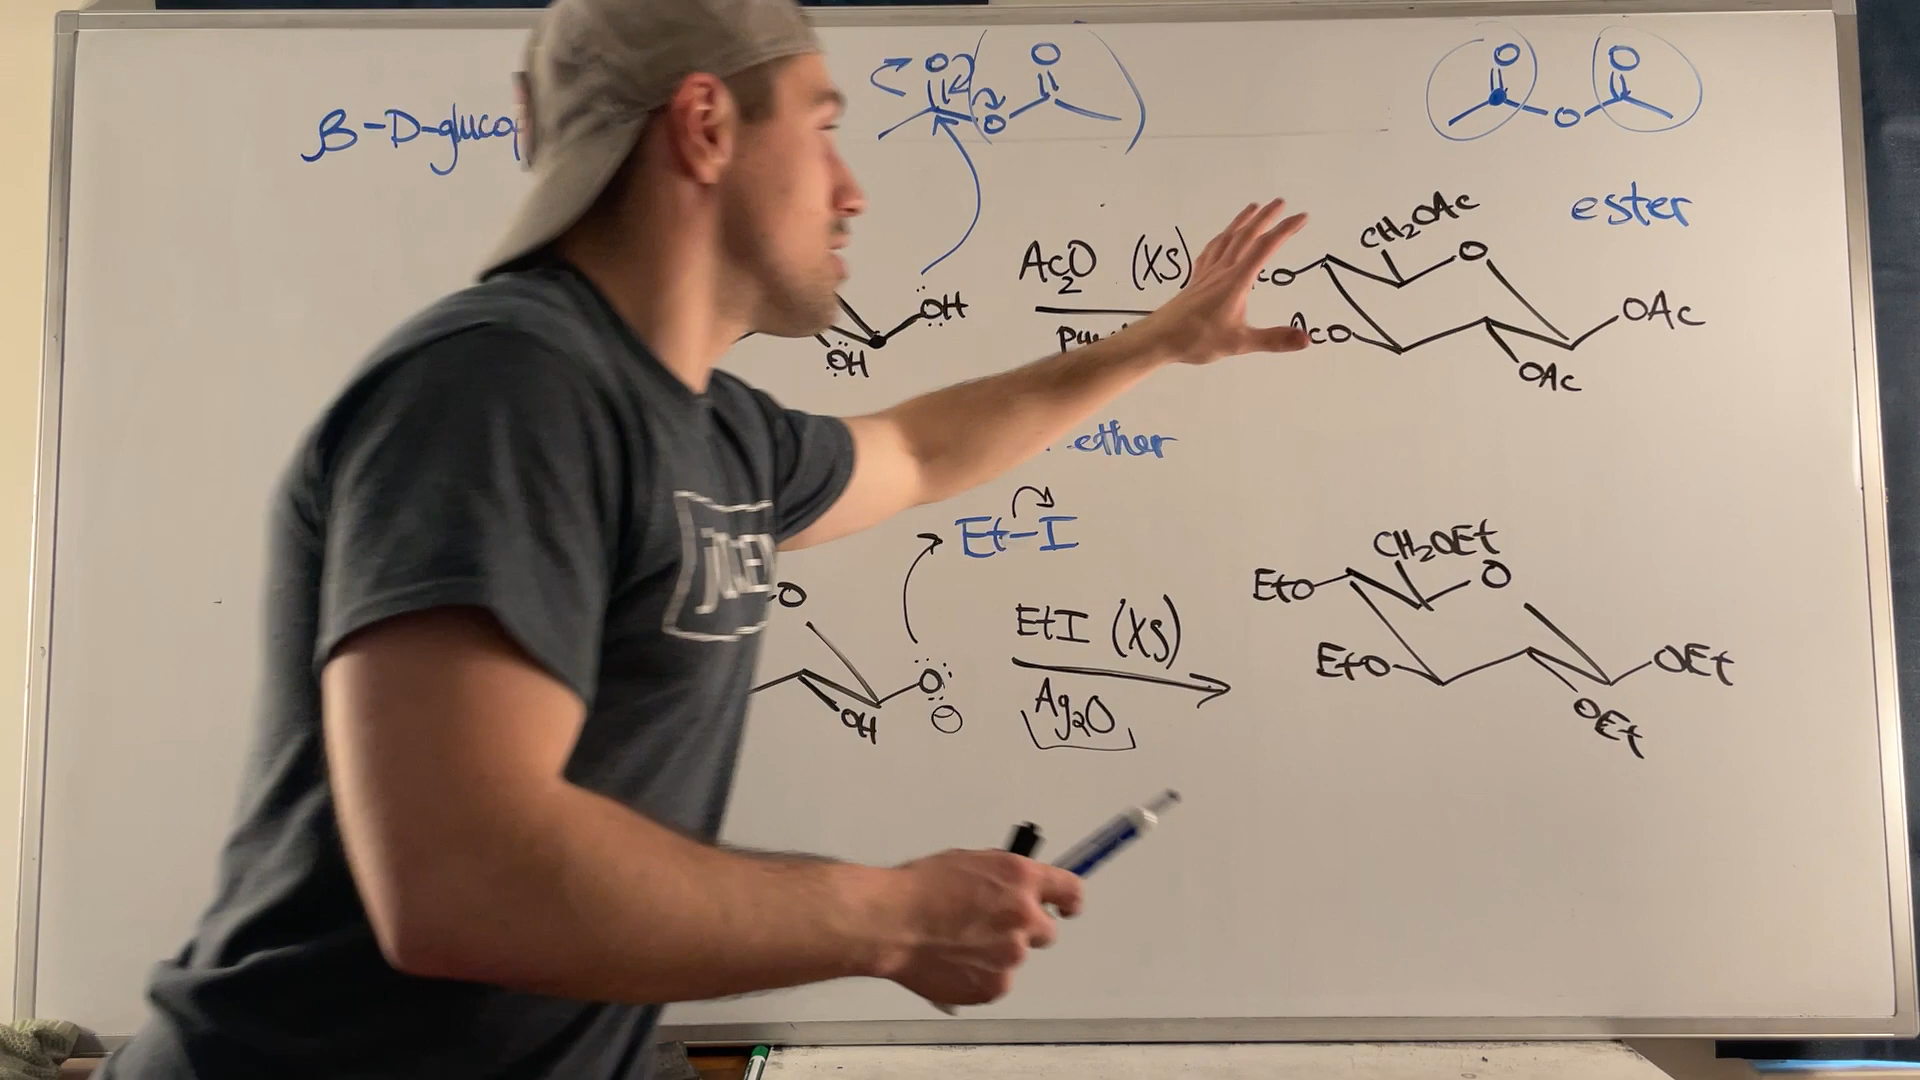 β-D-gluco
O
O
O
O
O
O
ester
CH2OAc
O
OAc
AcO
OAc
OH
OH
Ac2O (XS)
ether
Et-I
EtI (XS)
Ag2O
O
O
OH
CH2OEt
O
EtO
EtO
OEt
OEt